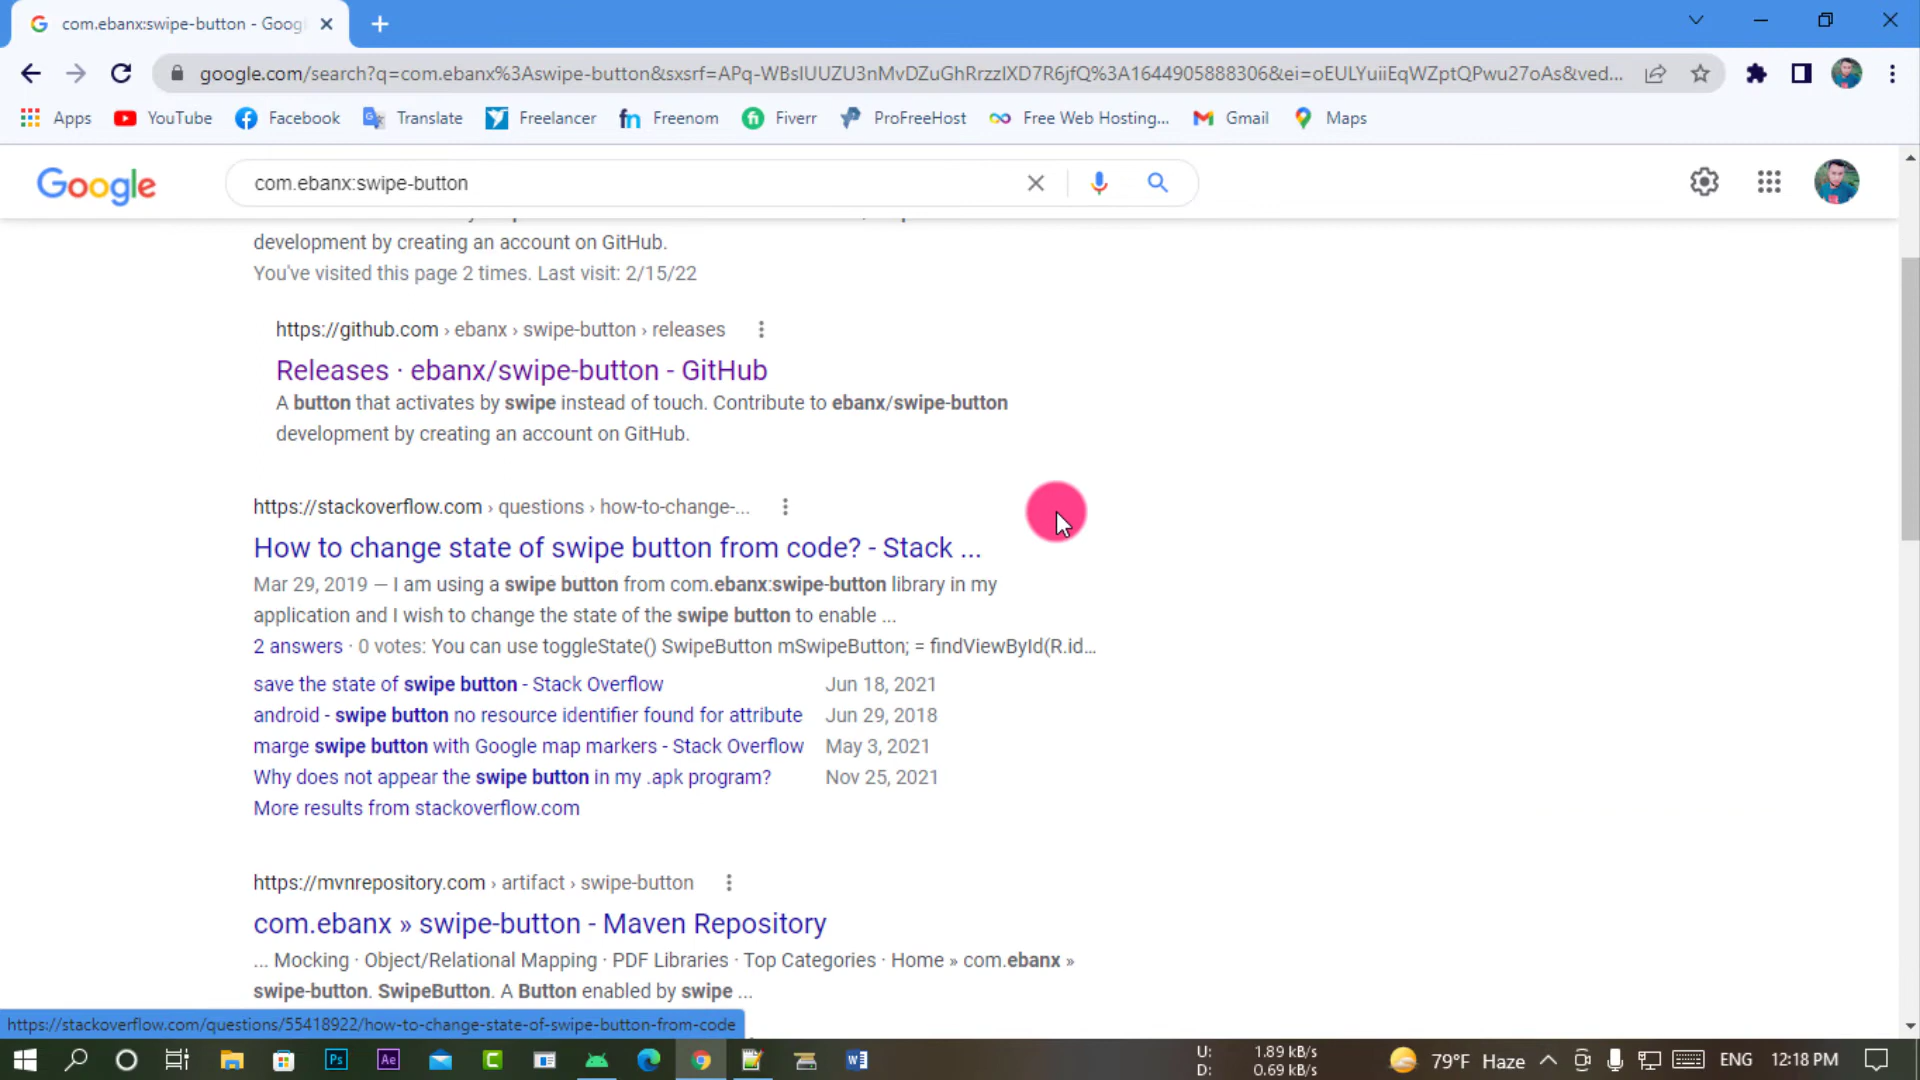 com.ebanx:swipe-button - Goog
google.com/search?q=com.ebanx%3Aswipe-button&sxsrf=APq-WBsIUUZU3nMvDZuGhRrzzIXD7R6jfQ%3A1644905888306&ei=oEULYuiiEqWZptQPwu27oAs&ved...
Apps YouTube Facebook Translate Freelancer Freenom Fiverr ProFreeHost Free Web Hosting... Gmail Maps
Google com.ebanx:swipe-button
development by creating an account on GitHub.
You've visited this page 2 times. Last visit: 2/15/22
https://github.com › ebanx › swipe-button › releases
Releases · ebanx/swipe-button - GitHub
A button that activates by swipe instead of touch. Contribute to ebanx/swipe-button
development by creating an account on GitHub.
https://stackoverflow.com › questions › how-to-change-...
How to change state of swipe button from code? - Stack ...
Mar 29, 2019 — I am using a swipe button from com.ebanx:swipe-button library in my
application and I wish to change the state of the swipe button to enable ...
2 answers · 0 votes: You can use toggleState() SwipeButton mSwipeButton; = findViewById(R.id...
save the state of swipe button - Stack Overflow Jun 18, 2021
android - swipe button no resource identifier found for attribute Jun 29, 2018
marge swipe button with Google map markers - Stack Overflow May 3, 2021
Why does not appear the swipe button in my .apk program? Nov 25, 2021
More results from stackoverflow.com
https://mvnrepository.com › artifact › swipe-button
com.ebanx » swipe-button - Maven Repository
... Mocking · Object/Relational Mapping · PDF Libraries · Top Categories · Home » com.ebanx »
swipe-button. SwipeButton. A Button enabled by swipe ...
https://stackoverflow.com/questions/55418922/how-to-change-state-of-swipe-button-from-code
Ps Ae C W
U: 1.89 kB/s
D: 0.69 kB/s
79°F Haze ENG 12:18 PM